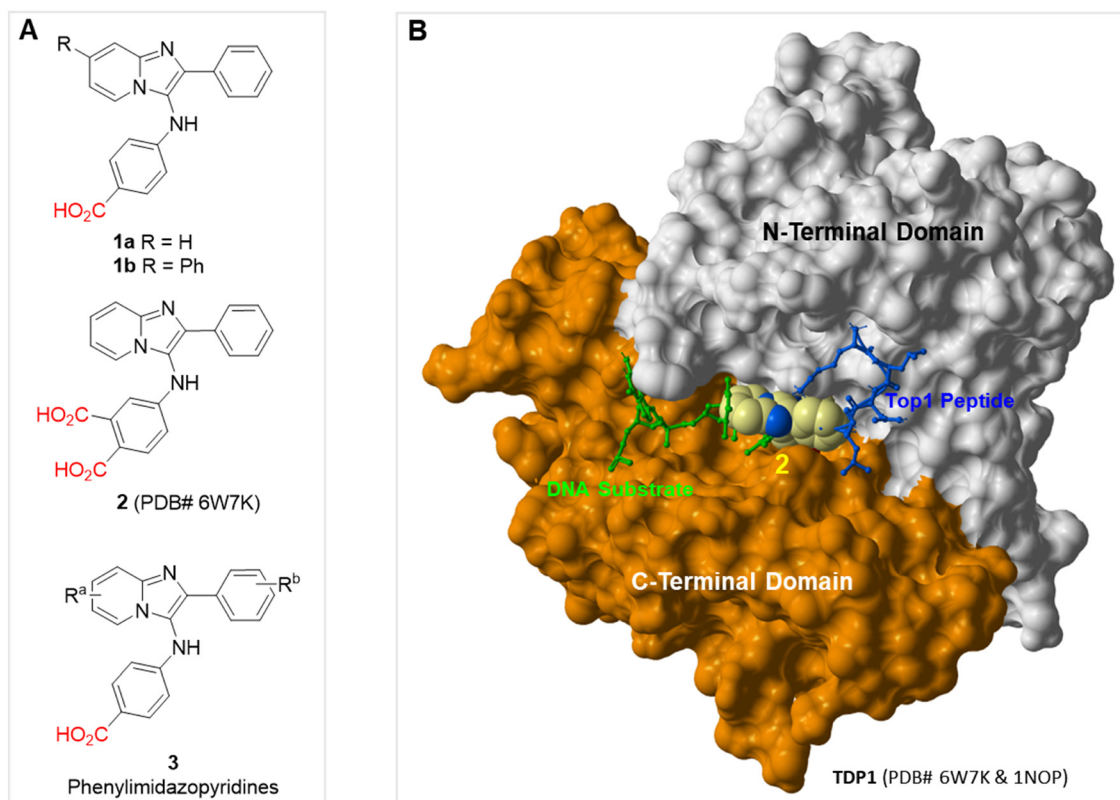 A
R
N
N
NH
HO₂C
1a R = H
1b R = Ph
N
N
NH
HO₂C
HO₂C
2 (PDB# 6W7K)
Rᵃ
N
N
Rᵇ
NH
HO₂C
3
Phenylimidazopyridines
B
N-Terminal Domain
Top1 Peptide
2
DNA Substrate
C-Terminal Domain
TDP1 (PDB# 6W7K & 1NOP)